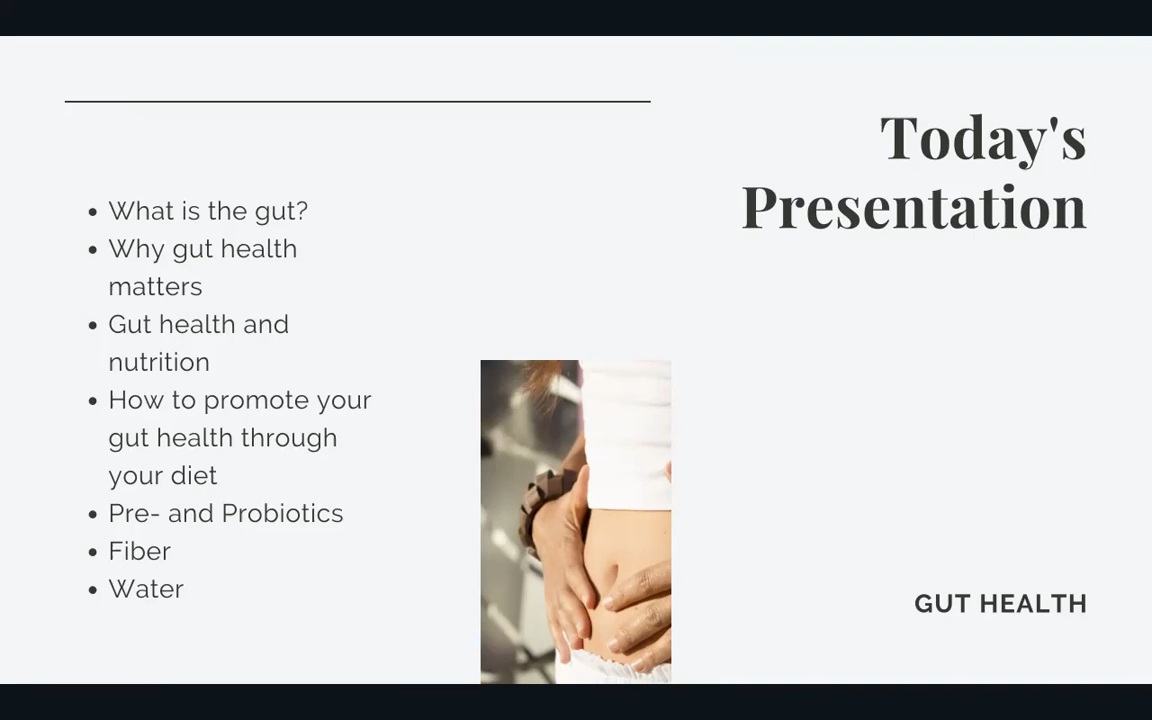 Today's
Presentation
• What is the gut?
• Why gut health
matters
• Gut health and
nutrition
• How to promote your
gut health through
your diet
• Pre- and Probiotics
• Fiber
• Water
GUT HEALTH